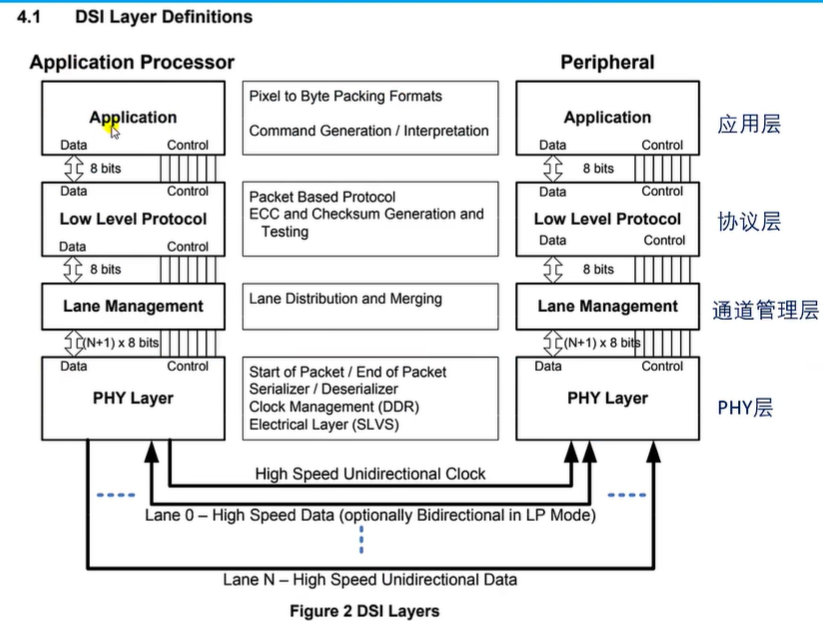 4.1 DSI Layer Definitions
Application Processor
Peripheral
Application
Data Control
8 bits
Pixel to Byte Packing Formats
Command Generation / Interpretation
Application
Data Control
8 bits
应用层
Data Control
Low Level Protocol
Data Control
8 bits
Packet Based Protocol
ECC and Checksum Generation and
Testing
Data Control
Low Level Protocol
Data Control
8 bits
协议层
Lane Management
(N+1) x 8 bits
Lane Distribution and Merging
Lane Management
(N+1) x 8 bits
通道管理层
Data Control
PHY Layer
Start of Packet / End of Packet
Serializer / Deserializer
Clock Management (DDR)
Electrical Layer (SLVS)
Data Control
PHY Layer
PHY层
High Speed Unidirectional Clock
Lane 0 – High Speed Data (optionally Bidirectional in LP Mode)
Lane N – High Speed Unidirectional Data
Figure 2 DSI Layers